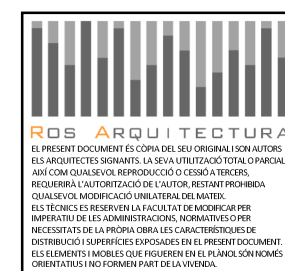 ROS ARQUITECTURA
EL PRESENT DOCUMENT ÉS CÒPIA DEL SEU ORIGINAL I SON AUTORS
ELS ARQUITECTES SIGNANTS. LA SEVA UTILITZACIÓ TOTAL O PARCIAL
AIXÍ COM QUALSEVOL REPRODUCCIÓ O CESSIÓ A TERCERS,
REQUERIRÀ L'AUTORITZACIÓ DE L'AUTOR, RESTANT PROHIBIDA
QUALSEVOL MODIFICACIÓ UNILATERAL DEL MATEIX.
ELS TÈCNICS ES RESERVEN LA FACULTAT DE MODIFICAR PER
IMPERATIU DE LES ADMINISTRACIONS, NORMATIVES O PER
NECESSITATS DE LA PRÒPIA OBRA LES CARACTERÍSTIQUES DE
DISTRIBUCIÓ I SUPERFÍCIES EXPOSADES EN EL PRESENT DOCUMENT.
ELS ELEMENTS I MOBLES QUE FIGUREN EN EL PLÀNOL SÓN NOMÉS
ORIENTATIUS I NO FORMEN PART DE LA VIVENDA.